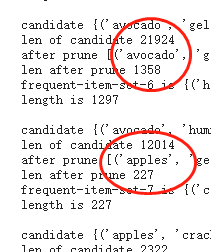 candidate {('avocado', 'gel
len of candidate 21924
after prune [('avocado', 'g
len after prune 1358
frequent-item-set-6 is {('h
length is 1297
candidate {('avocado', 'hum
len of candidate 12014
after prune [('apples', 'ge
len after prune 227
frequent-item-set-7 is {('c
length is 227
candidate {('apples', 'crac
len of candidate 2322